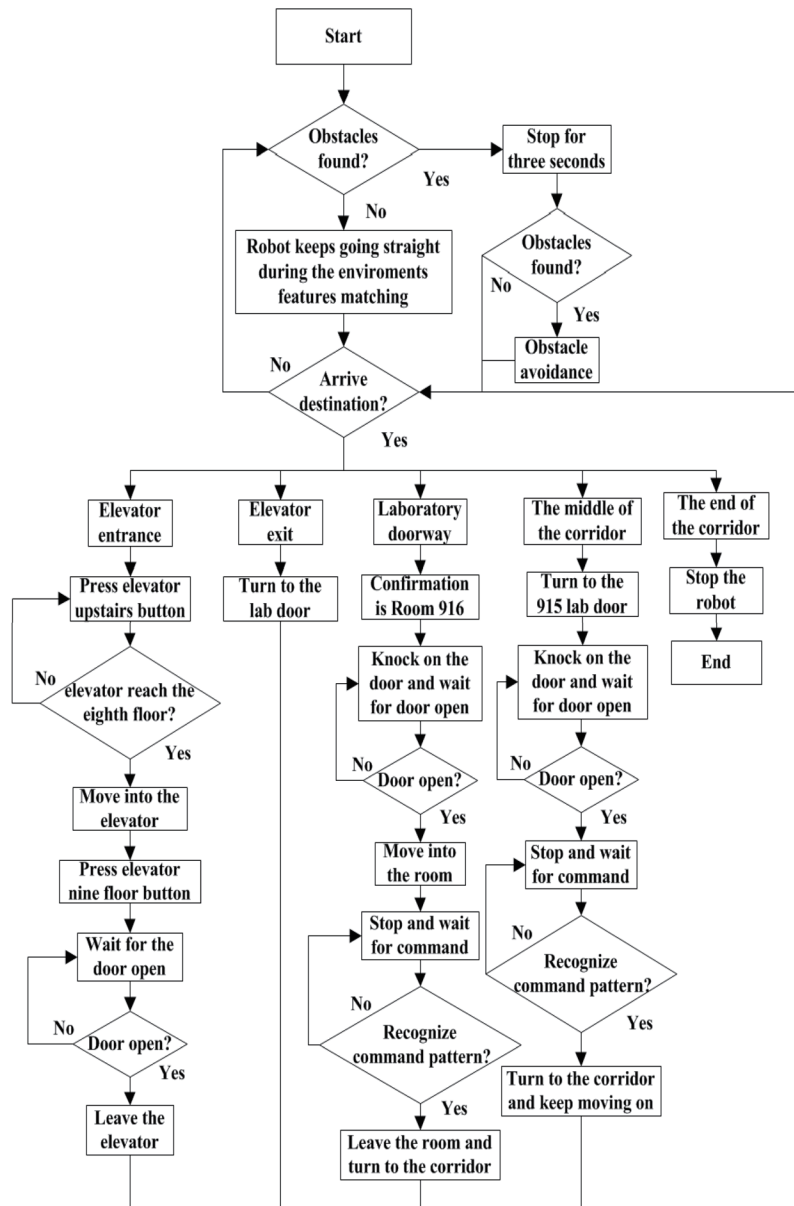 Start
Obstacles
found?
Yes
Stop for
three seconds
No
Obstacles
found?
No
Yes
Obstacle
avoidance
Robot keeps going straight
during the enviroments
features matching
No
Arrive
destination?
Yes
Elevator
entrance
Press elevator
upstairs button
No
elevator reach the
eighth floor?
Yes
Move into the
elevator
Press elevator
nine floor button
Wait for the
door open
No
Door open?
Yes
Leave the
elevator
Elevator
exit
Turn to the
lab door
Laboratory
doorway
Confirmation
is Room 916
Knock on the
door and wait
for door open
No
Door open?
Yes
Move into
the room
Stop and wait
for command
No
Recognize
command pattern?
Yes
Leave the room and
turn to the corridor
The middle of
the corridor
Turn to the
915 lab door
Knock on the
door and wait
for door open
No
Door open?
Yes
Stop and wait
for command
No
Recognize
command pattern?
Yes
Turn to the corridor
and keep moving on
The end of
the corridor
Stop the
robot
End